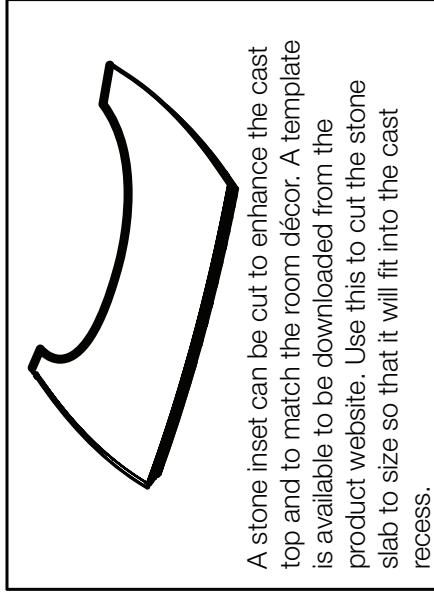 A stone inset can be cut to enhance the cast
top and to match the room décor. A template
is available to be downloaded from the
product website. Use this to cut the stone
slab to size so that it will fit into the cast
recess.